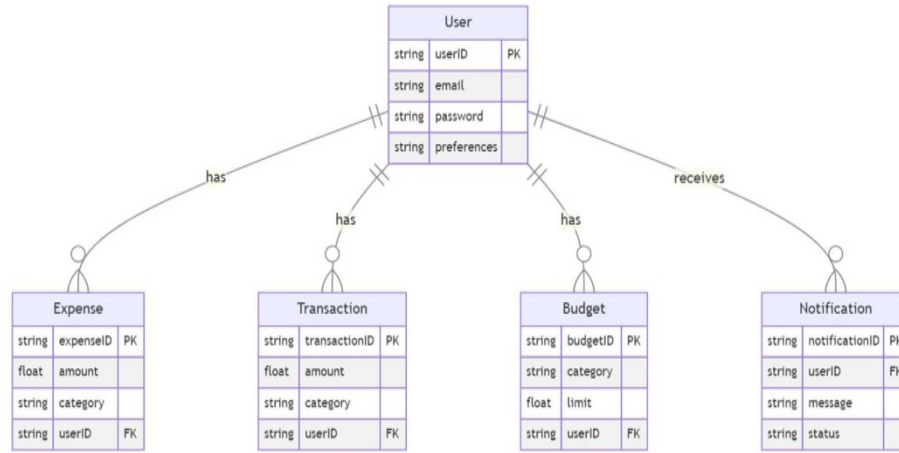 User
string userID PK
string email
string password
string preferences
has
has
has
receives
Expense
string expenseID PK
float amount
string category
string userID FK
Transaction
string transactionID PK
float amount
string category
string userID FK
Budget
string budgetID PK
string category
float limit
string userID FK
Notification
string notificationID PK
string userID FK
string message
string status